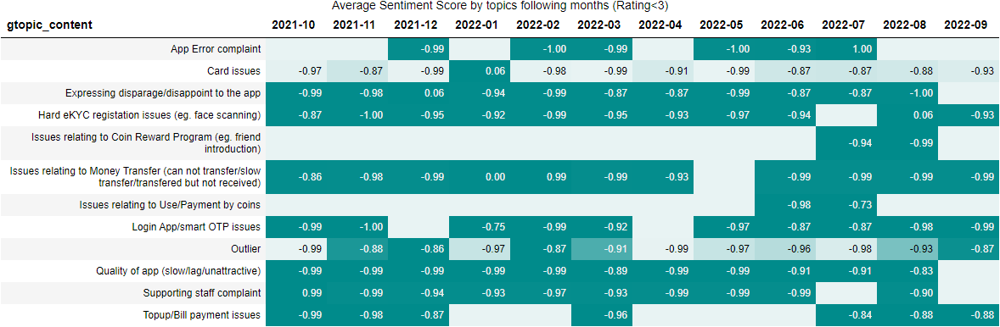 Average Sentiment Score by topics following months (Rating<3)
gtopic_content 2021-10 2021-11 2021-12 2022-01 2022-02 2022-03 2022-04 2022-05 2022-06 2022-07 2022-08 2022-09
App Error complaint -0.99 -1.00 -0.99 -1.00 -0.93 1.00
Card issues -0.97 -0.87 -0.99 0.06 -0.98 -0.99 -0.91 -0.99 -0.87 -0.87 -0.88 -0.93
Expressing disparage/disappoint to the app -0.99 -0.98 0.06 -0.94 -0.99 -0.87 -0.87 -0.99 -0.87 -0.87 -1.00
Hard eKYC registation issues (eg. face scanning) -0.87 -1.00 -0.95 -0.92 -0.99 -0.95 -0.93 -0.97 -0.94 0.06 -0.93
Issues relating to Coin Reward Program (eg. friend
introduction) -0.94 -0.99
Issues relating to Money Transfer (can not transfer/slow
transfer/transfered but not received) -0.86 -0.98 -0.99 0.00 0.99 -0.99 -0.93 -0.99 -0.99 -0.99 -0.99
Issues relating to Use/Payment by coins -0.98 -0.73
Login App/smart OTP issues -0.99 -1.00 -0.75 -0.99 -0.92 -0.97 -0.87 -0.87 -0.98 -0.99
Outlier -0.99 -0.88 -0.86 -0.97 -0.87 -0.91 -0.99 -0.97 -0.96 -0.98 -0.93 -0.87
Quality of app (slow/lag/unattractive) -0.99 -0.99 -0.99 -0.99 -0.99 -0.89 -0.99 -0.99 -0.91 -0.91 -0.83
Supporting staff complaint 0.99 -0.99 -0.94 -0.93 -0.97 -0.93 -0.99 -0.99 -0.99 -0.90
Topup/Bill payment issues -0.99 -0.98 -0.87 -0.96 -0.84 -0.88 -0.88